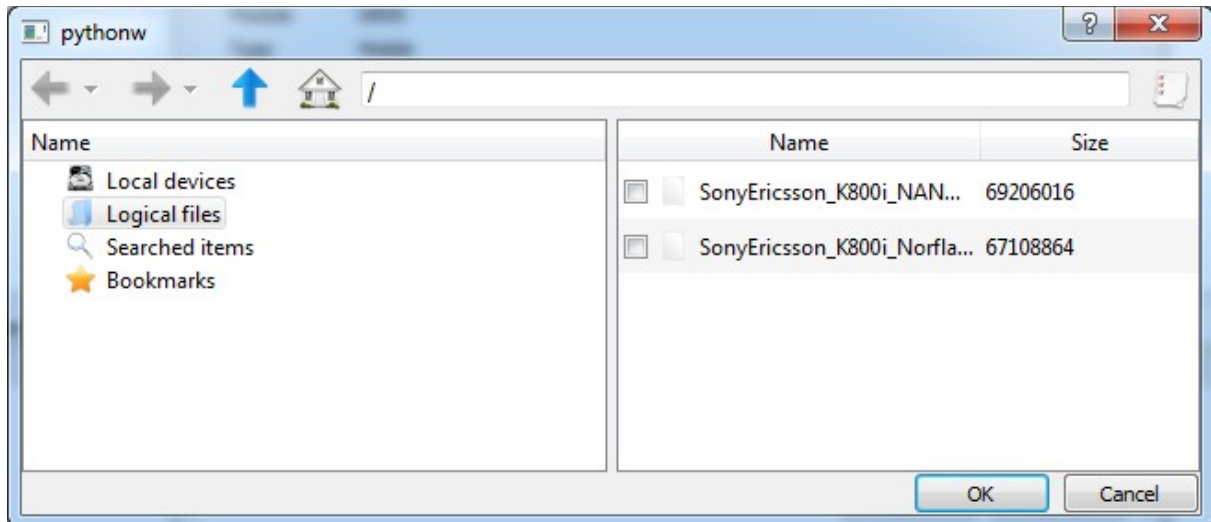 pythonw
/
Name
Local devices
Logical files
Searched items
Bookmarks
Name Size
SonyEricsson_K800i_NAN... 69206016
SonyEricsson_K800i_Norfla... 67108864
OK Cancel